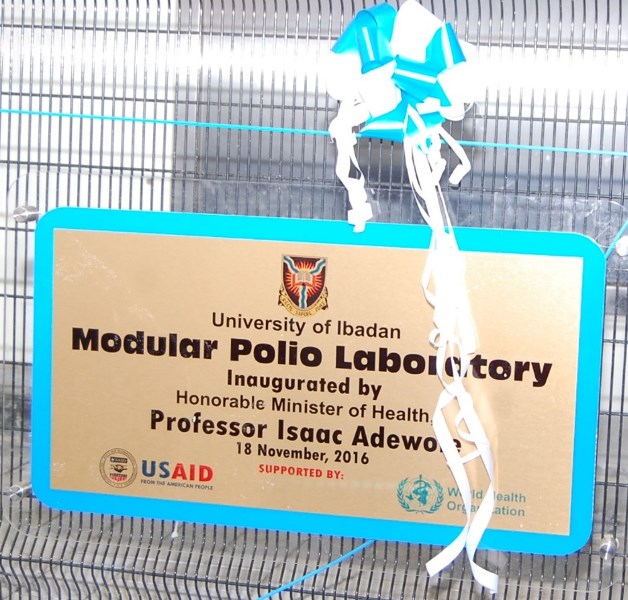 University of Ibadan
Modular Polio Laboratory
Inaugurated by
Honorable Minister of Health,
Professor Isaac Adewole
18 November, 2016
SUPPORTED BY:
USAID
FROM THE AMERICAN PEOPLE
World Health
Organization